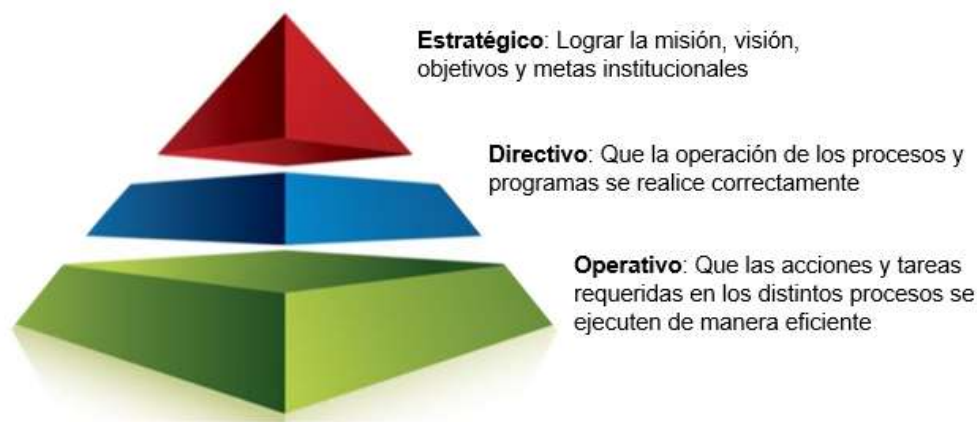 Estratégico: Lograr la misión, visión,
objetivos y metas institucionales
Directivo: Que la operación de los procesos y
programas se realice correctamente
Operativo: Que las acciones y tareas
requeridas en los distintos procesos se
ejecuten de manera eficiente